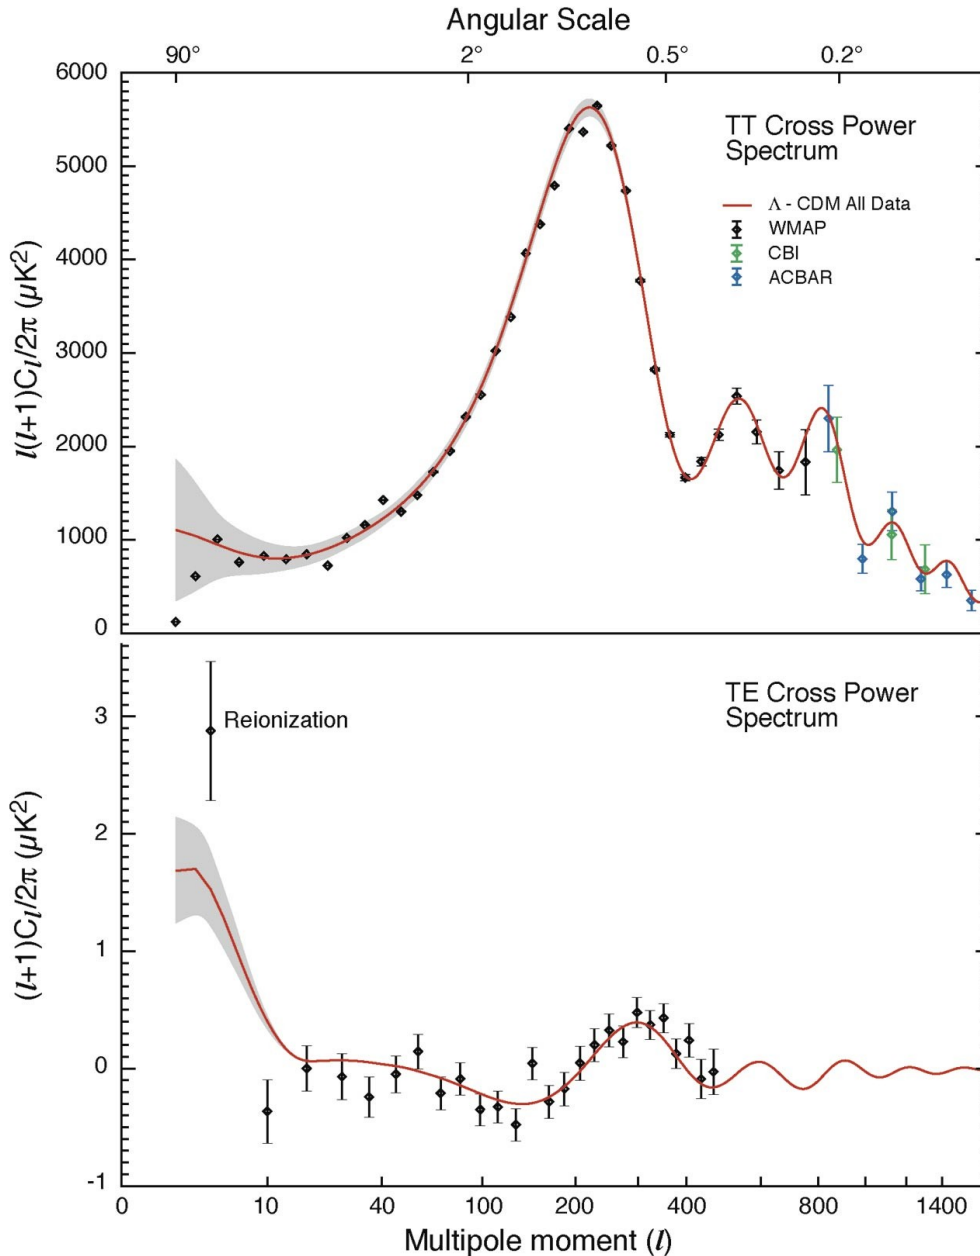 Angular Scale
90° 2° 0.5° 0.2°
6000
5000
4000
3000
2000
1000
0
l(l+1)Cl/2π (μK²)
TT Cross Power
Spectrum
Λ - CDM All Data
WMAP
CBI
ACBAR
3
2
1
0
-1
(l+1)Cl/2π (μK²)
Reionization
TE Cross Power
Spectrum
0 10 40 100 200 400 800 1400
Multipole moment (l)